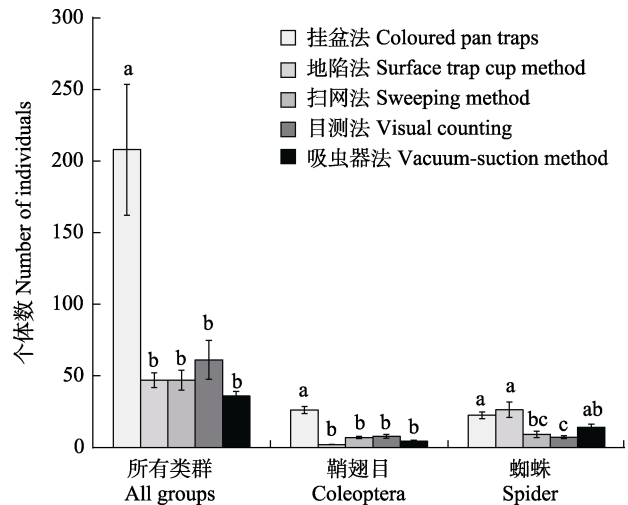 300
250
200
150
100
50
0
个体数 Number of individuals
挂盆法 Coloured pan traps
地陷法 Surface trap cup method
扫网法 Sweeping method
目测法 Visual counting
吸虫器法 Vacuum-suction method
a
b
b
b
b
a
b
b
b
b
a
a
bc
c
ab
所有类群
All groups
鞘翅目
Coleoptera
蜘蛛
Spider